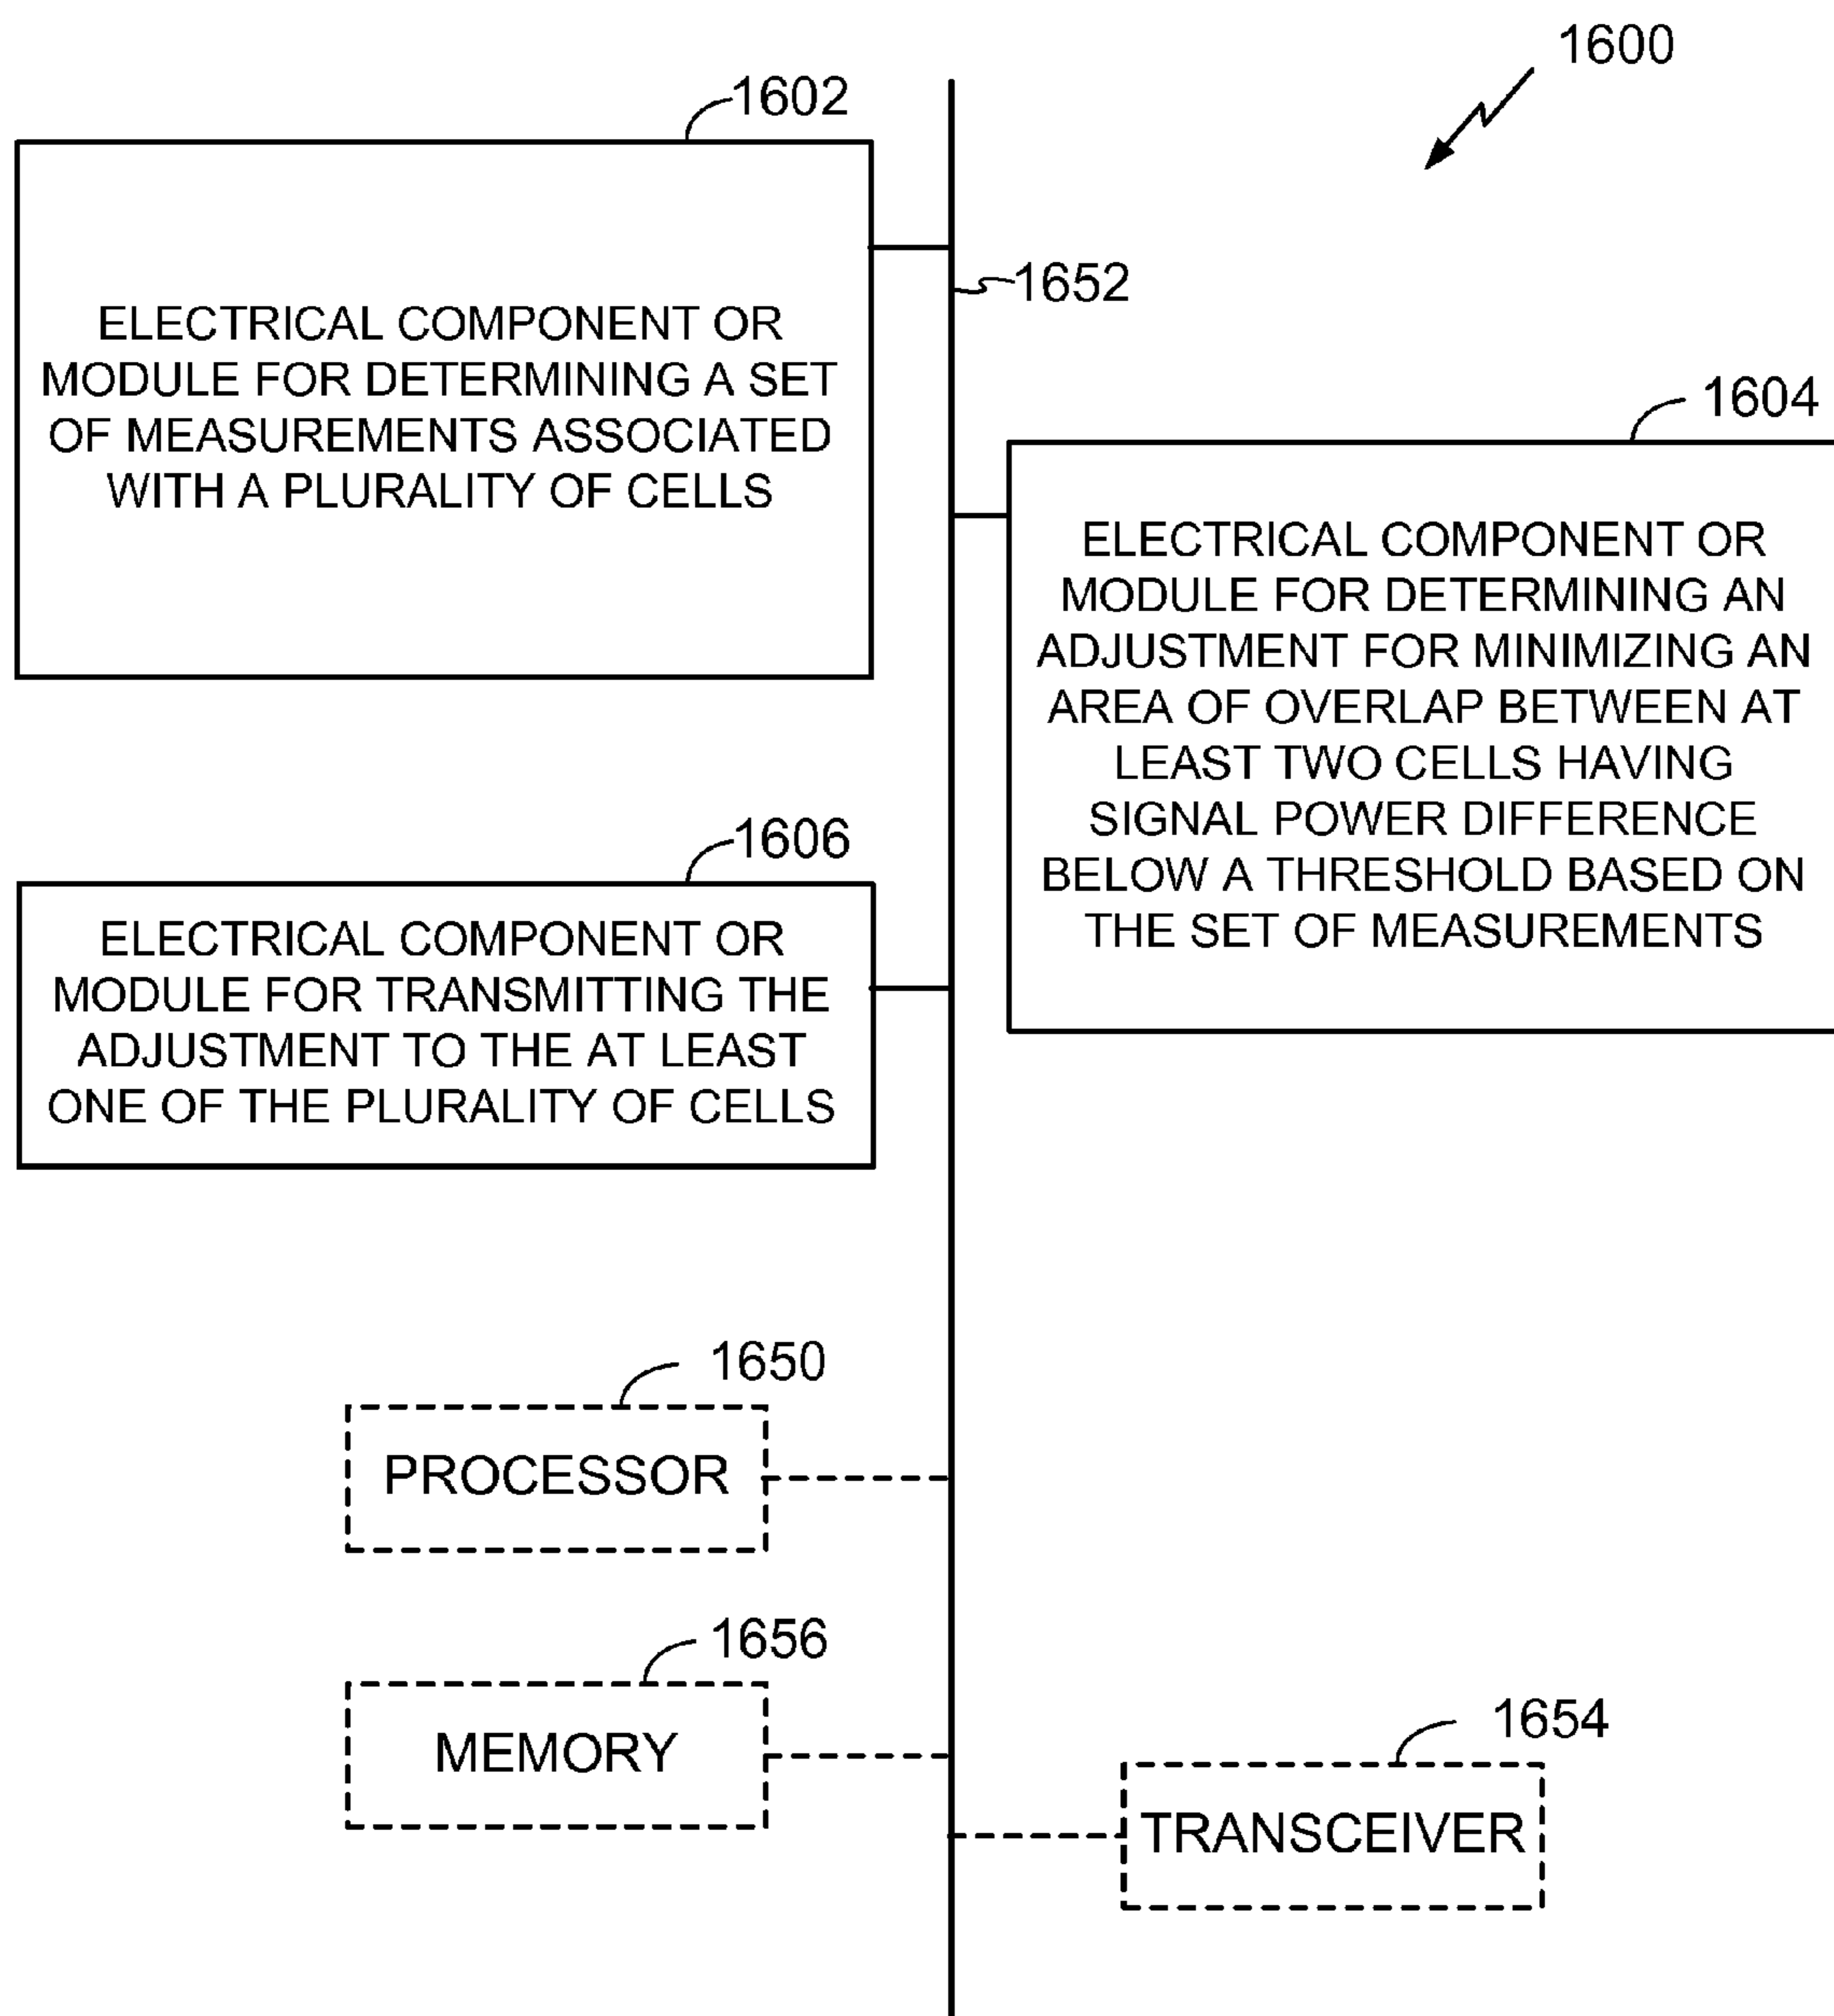 1600
1602
ELECTRICAL COMPONENT OR
MODULE FOR DETERMINING A SET
OF MEASUREMENTS ASSOCIATED
WITH A PLURALITY OF CELLS
1652
1604
ELECTRICAL COMPONENT OR
MODULE FOR DETERMINING AN
ADJUSTMENT FOR MINIMIZING AN
AREA OF OVERLAP BETWEEN AT
LEAST TWO CELLS HAVING
SIGNAL POWER DIFFERENCE
BELOW A THRESHOLD BASED ON
THE SET OF MEASUREMENTS
1606
ELECTRICAL COMPONENT OR
MODULE FOR TRANSMITTING THE
ADJUSTMENT TO THE AT LEAST
ONE OF THE PLURALITY OF CELLS
1650
PROCESSOR
1656
MEMORY
1654
TRANSCEIVER